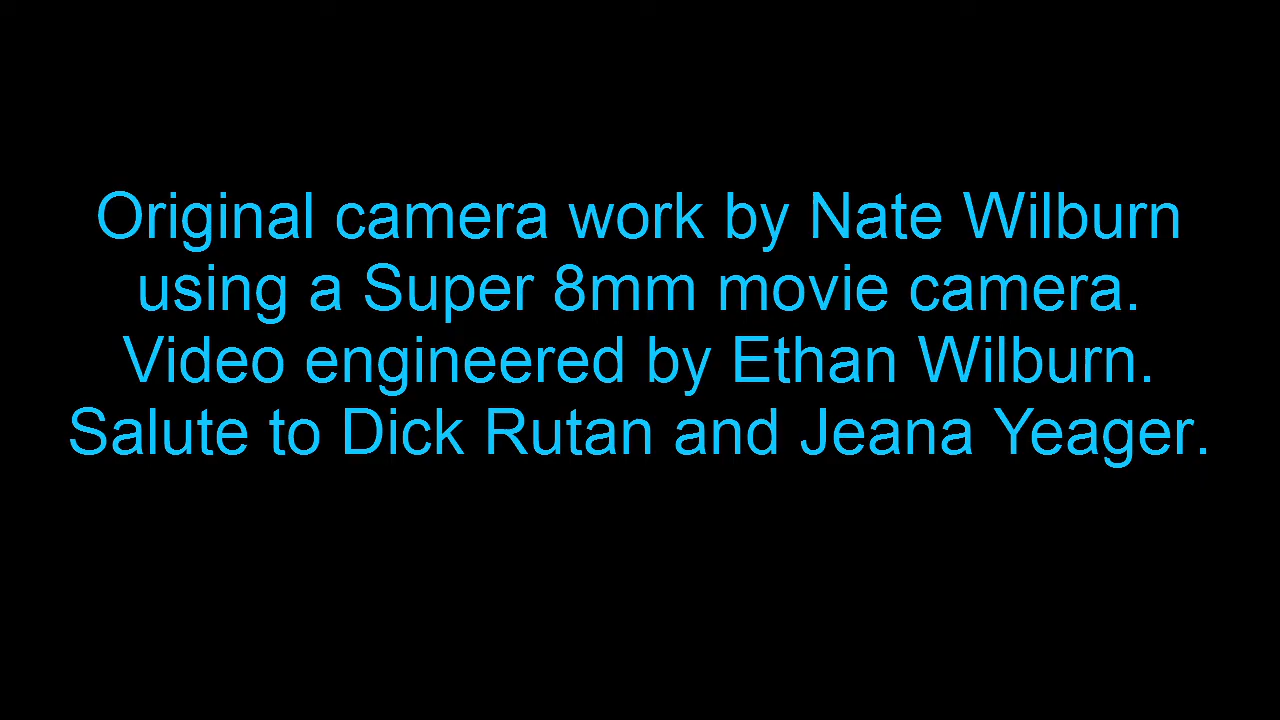 Original camera work by Nate Wilburn
using a Super 8mm movie camera.
Video engineered by Ethan Wilburn.
Salute to Dick Rutan and Jeana Yeager.